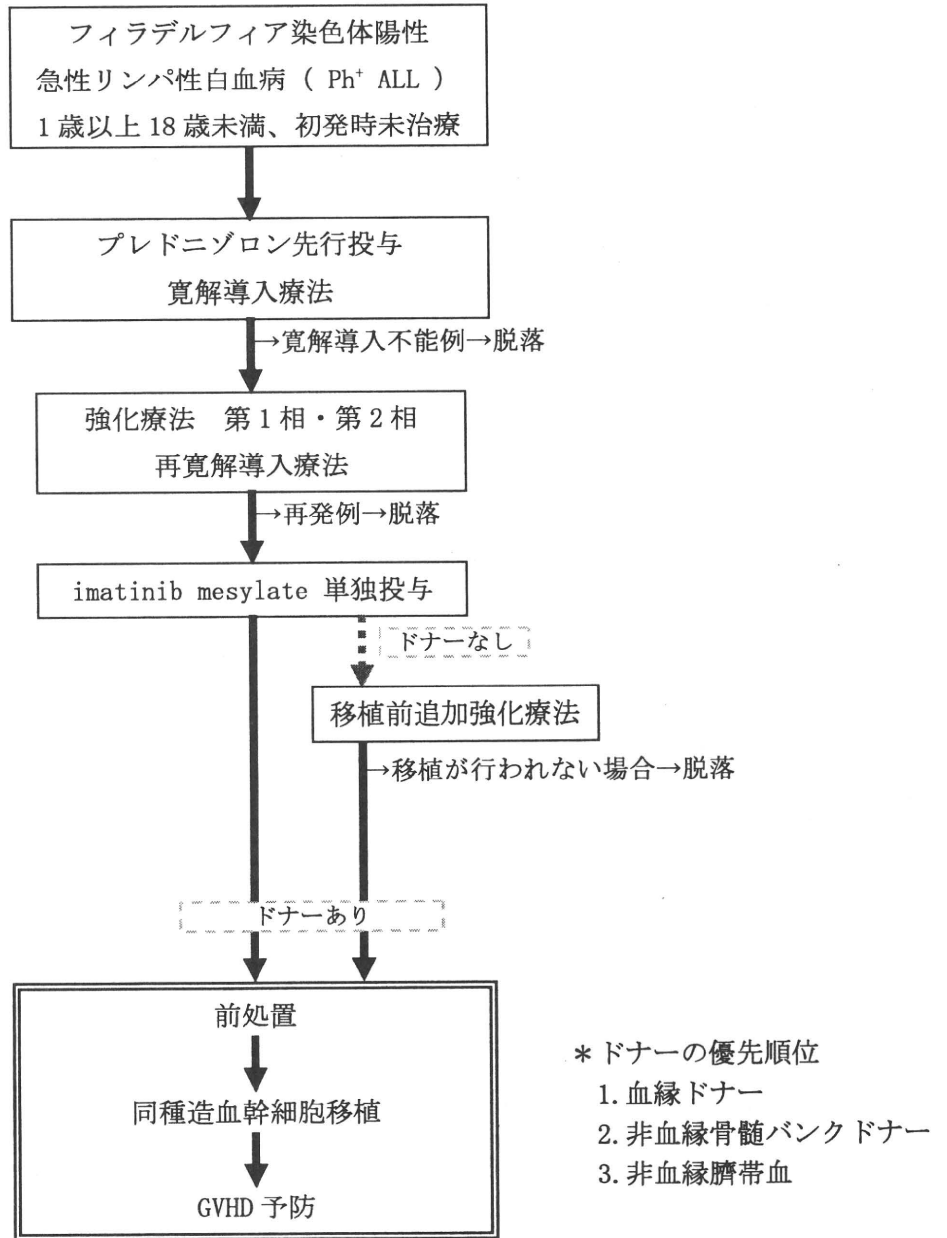 フィラデルフィア染色体陽性
急性リンパ性白血病 ( Ph⁺ ALL )
1歳以上18歳未満、初発時未治療
プレドニゾロン先行投与
寛解導入療法
→寛解導入不能例→脱落
強化療法　第1相・第2相
再寛解導入療法
→再発例→脱落
imatinib mesylate 単独投与
ドナーなし
移植前追加強化療法
→移植が行われない場合→脱落
ドナーあり
前処置
同種造血幹細胞移植
GVHD 予防
＊ドナーの優先順位
1. 血縁ドナー
2. 非血縁骨髄バンクドナー
3. 非血縁臍帯血